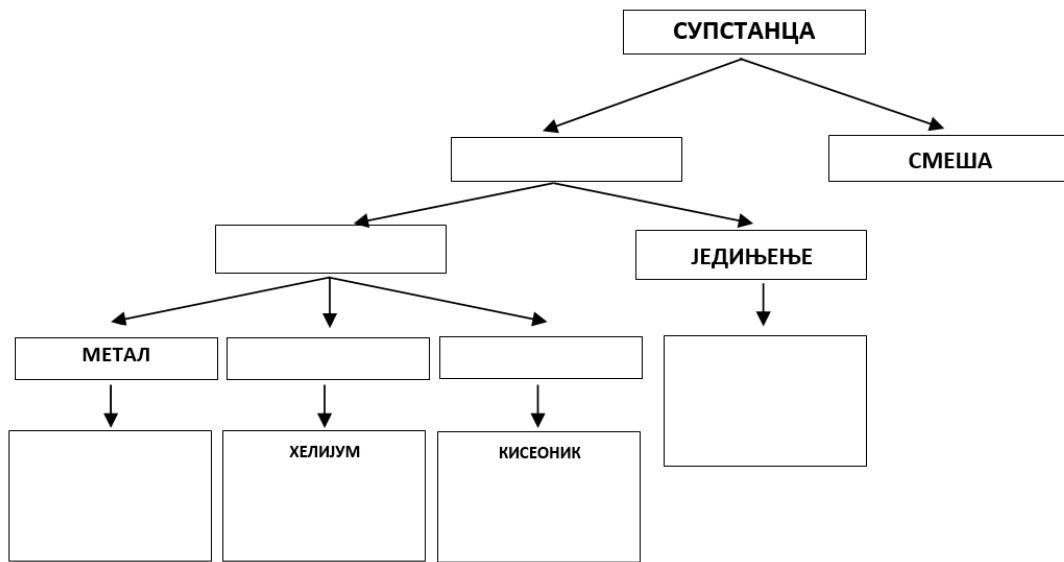 СУПСТАНЦА
СМЕША
ЈЕДИЊЕЊЕ
МЕТАЛ
ХЕЛИЈУМ
КИСЕОНИК